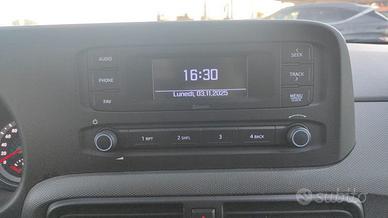 AUDIO
PHONE
FAV
16:30
Lunedì, 03.11.2025
SEEK
TRACK
MENU
1 RPT
2 SHFL
3
4 BACK
subito